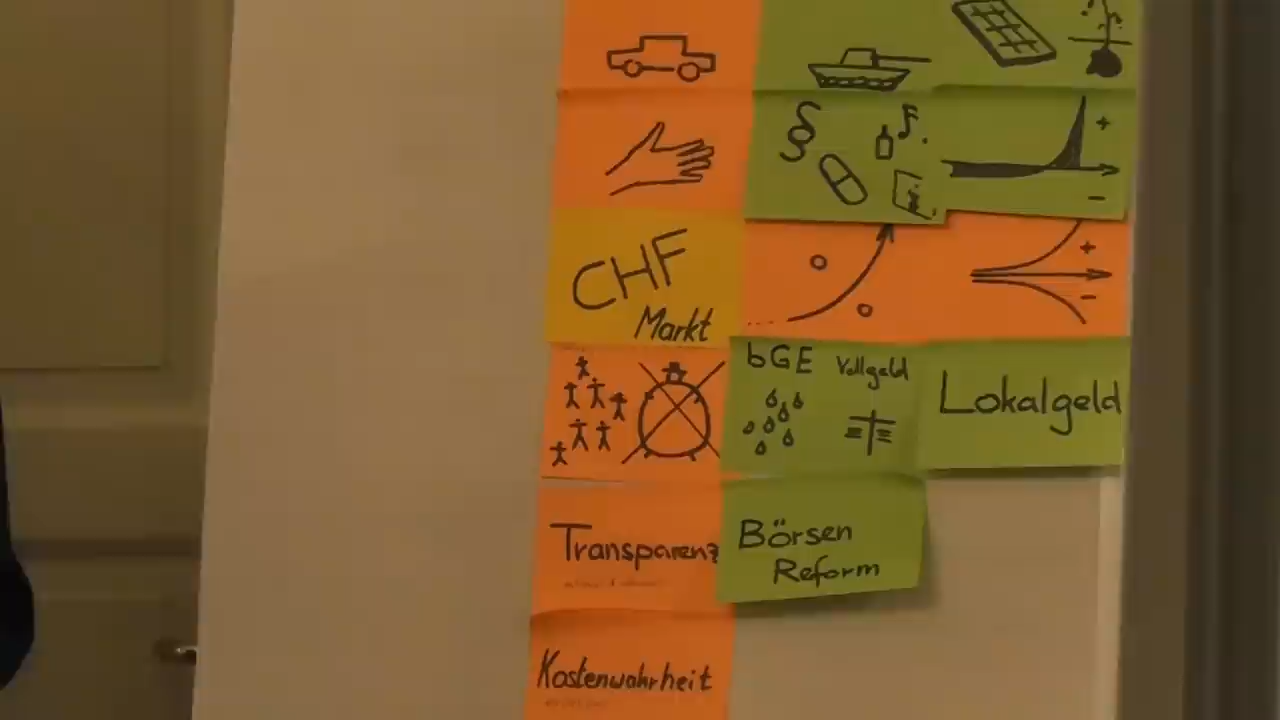 +
-
CHF
Markt
+
-
bGE Vollgeld
Lokalgeld
Transparenz
Börsen
Reform
Kostenwahrheit